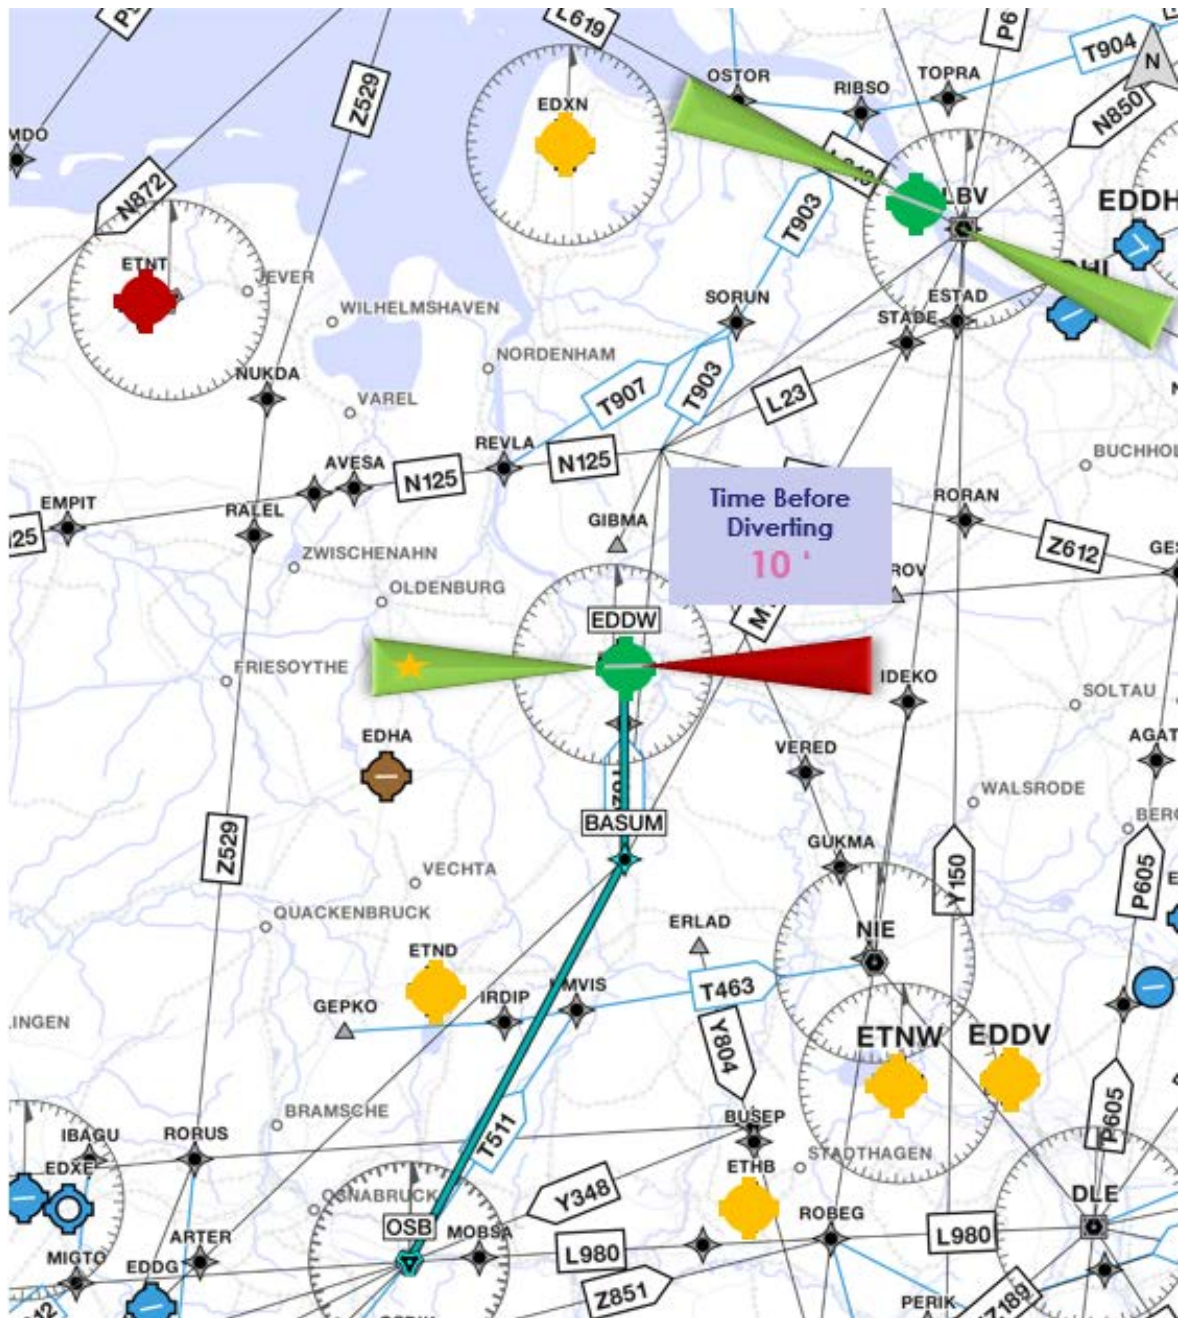 L619
Z529
OSTOR
RIBSO
TOPRA
T904
N
N850
EDXN
MDO
N872
ETNT
JEVER
WILHELMSHAVEN
T903
LBV
EDDH
SORUN
ESTAD
STADE
NORDENHAM
NUKDA
VAREL
T907
T903
L23
REVLA
N125
AVESA
N125
EMPIT
RALEL
GIBMA
Time Before
Diverting
10 '
RORAN
BUCHHOL
Z612
GES
ROV
ZWISCHENAHN
OLDENBURG
EDDW
FRIESOYTHE
IDEKO
SOLTAU
EDHA
VERED
AGAT
WALSRODE
BASUM
Z529
GUKMA
Y150
P605
VECHTA
QUACKENBRUCK
ERLAD
NIE
ETND
GEPKO
IRDIP
MVIS
T463
LINGEN
Y804
ETNW
EDDV
BRAMSCHE
T511
BUSEP
P605
IBAGU
RORUS
STADTHAGEN
EDXE
ETHB
OSNABRUCK
Y348
DLE
OSB
MOBSA
ROBEG
L980
L980
ARTER
MIGTO
EDDG
Z851
PERIK
Z189